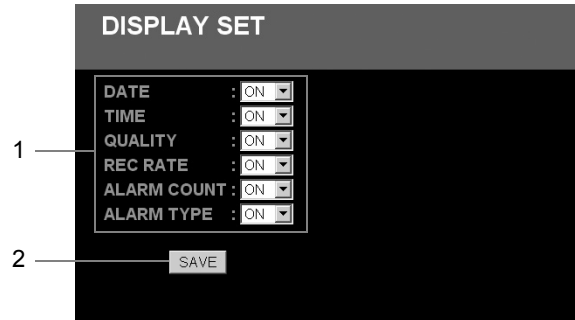 DISPLAY SET
DATE : ON
TIME : ON
QUALITY : ON
1
REC RATE : ON
ALARM COUNT : ON
ALARM TYPE : ON
2
SAVE